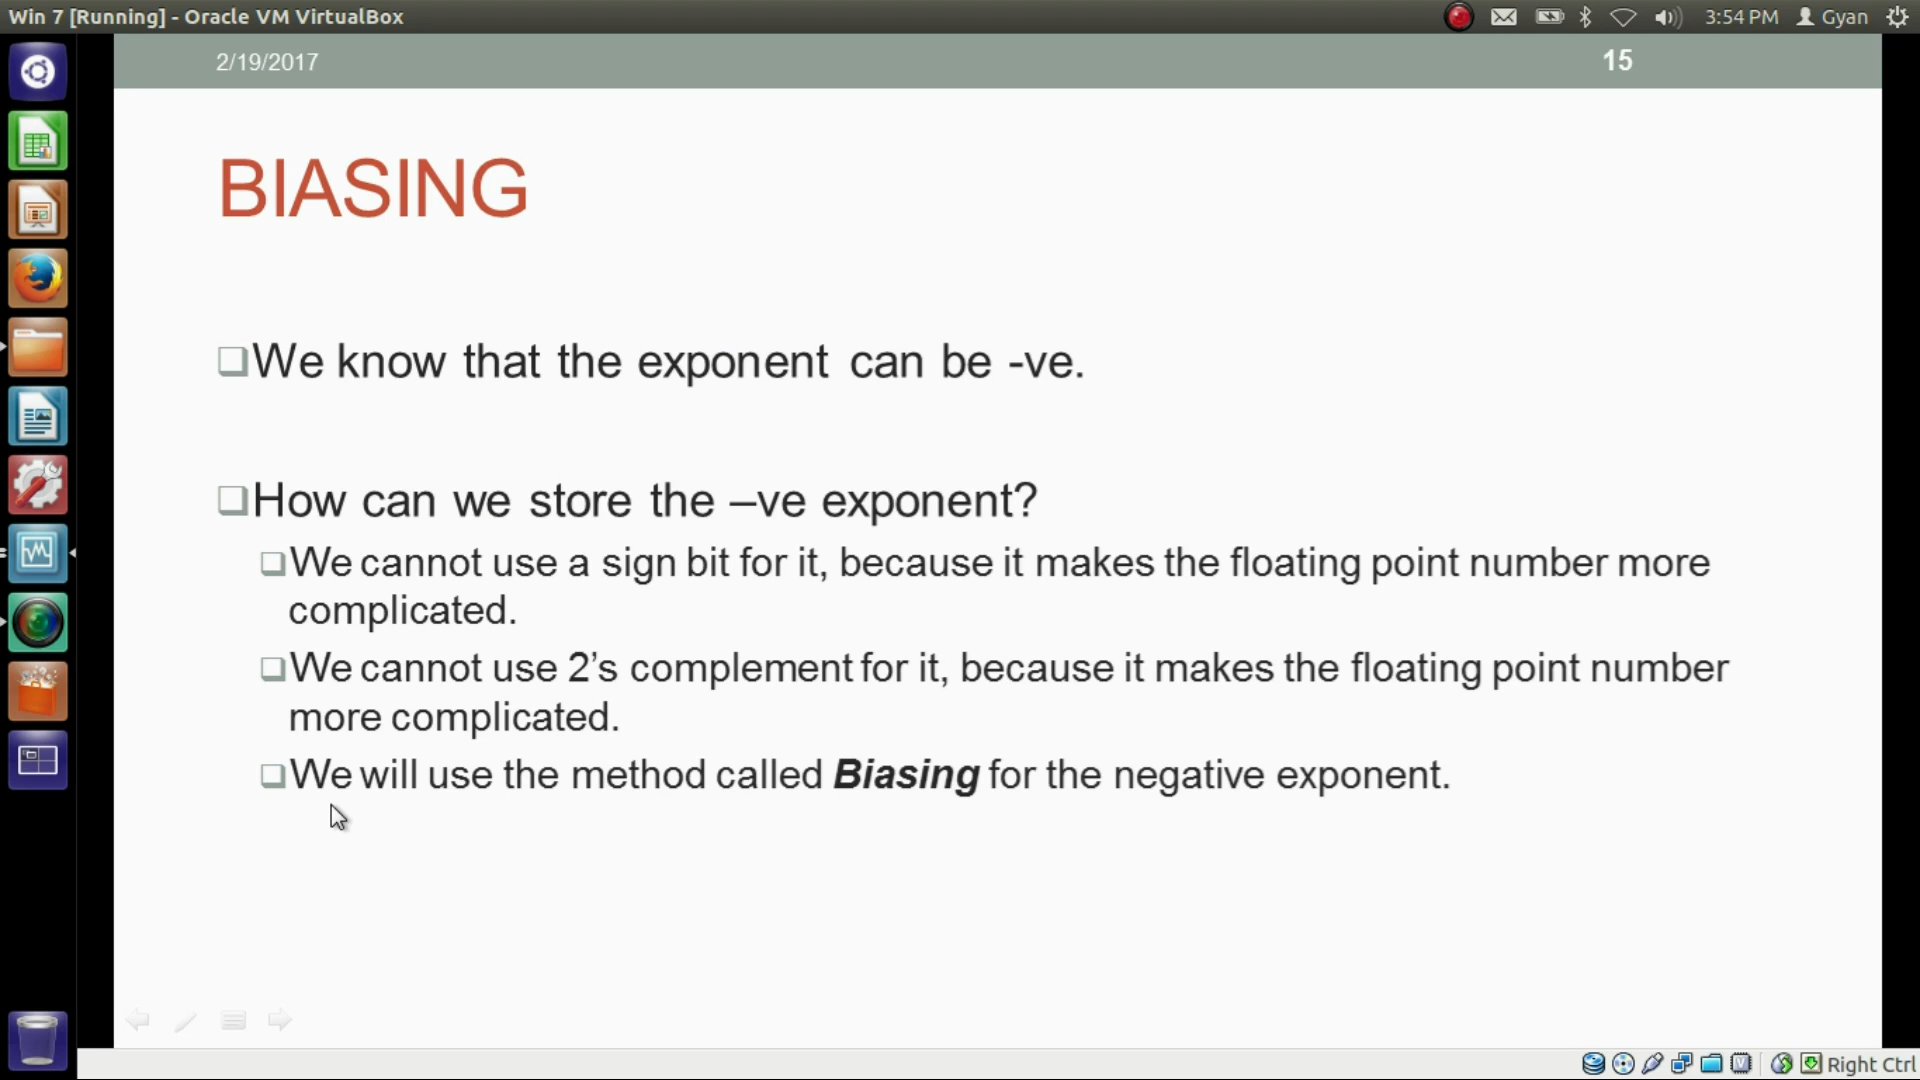 Win 7 [Running] - Oracle VM VirtualBox
3:54 PM Gyan
2/19/2017
15
BIASING
We know that the exponent can be -ve.
How can we store the –ve exponent?
We cannot use a sign bit for it, because it makes the floating point number more
complicated.
We cannot use 2’s complement for it, because it makes the floating point number
more complicated.
We will use the method called Biasing for the negative exponent.
Right Ctrl